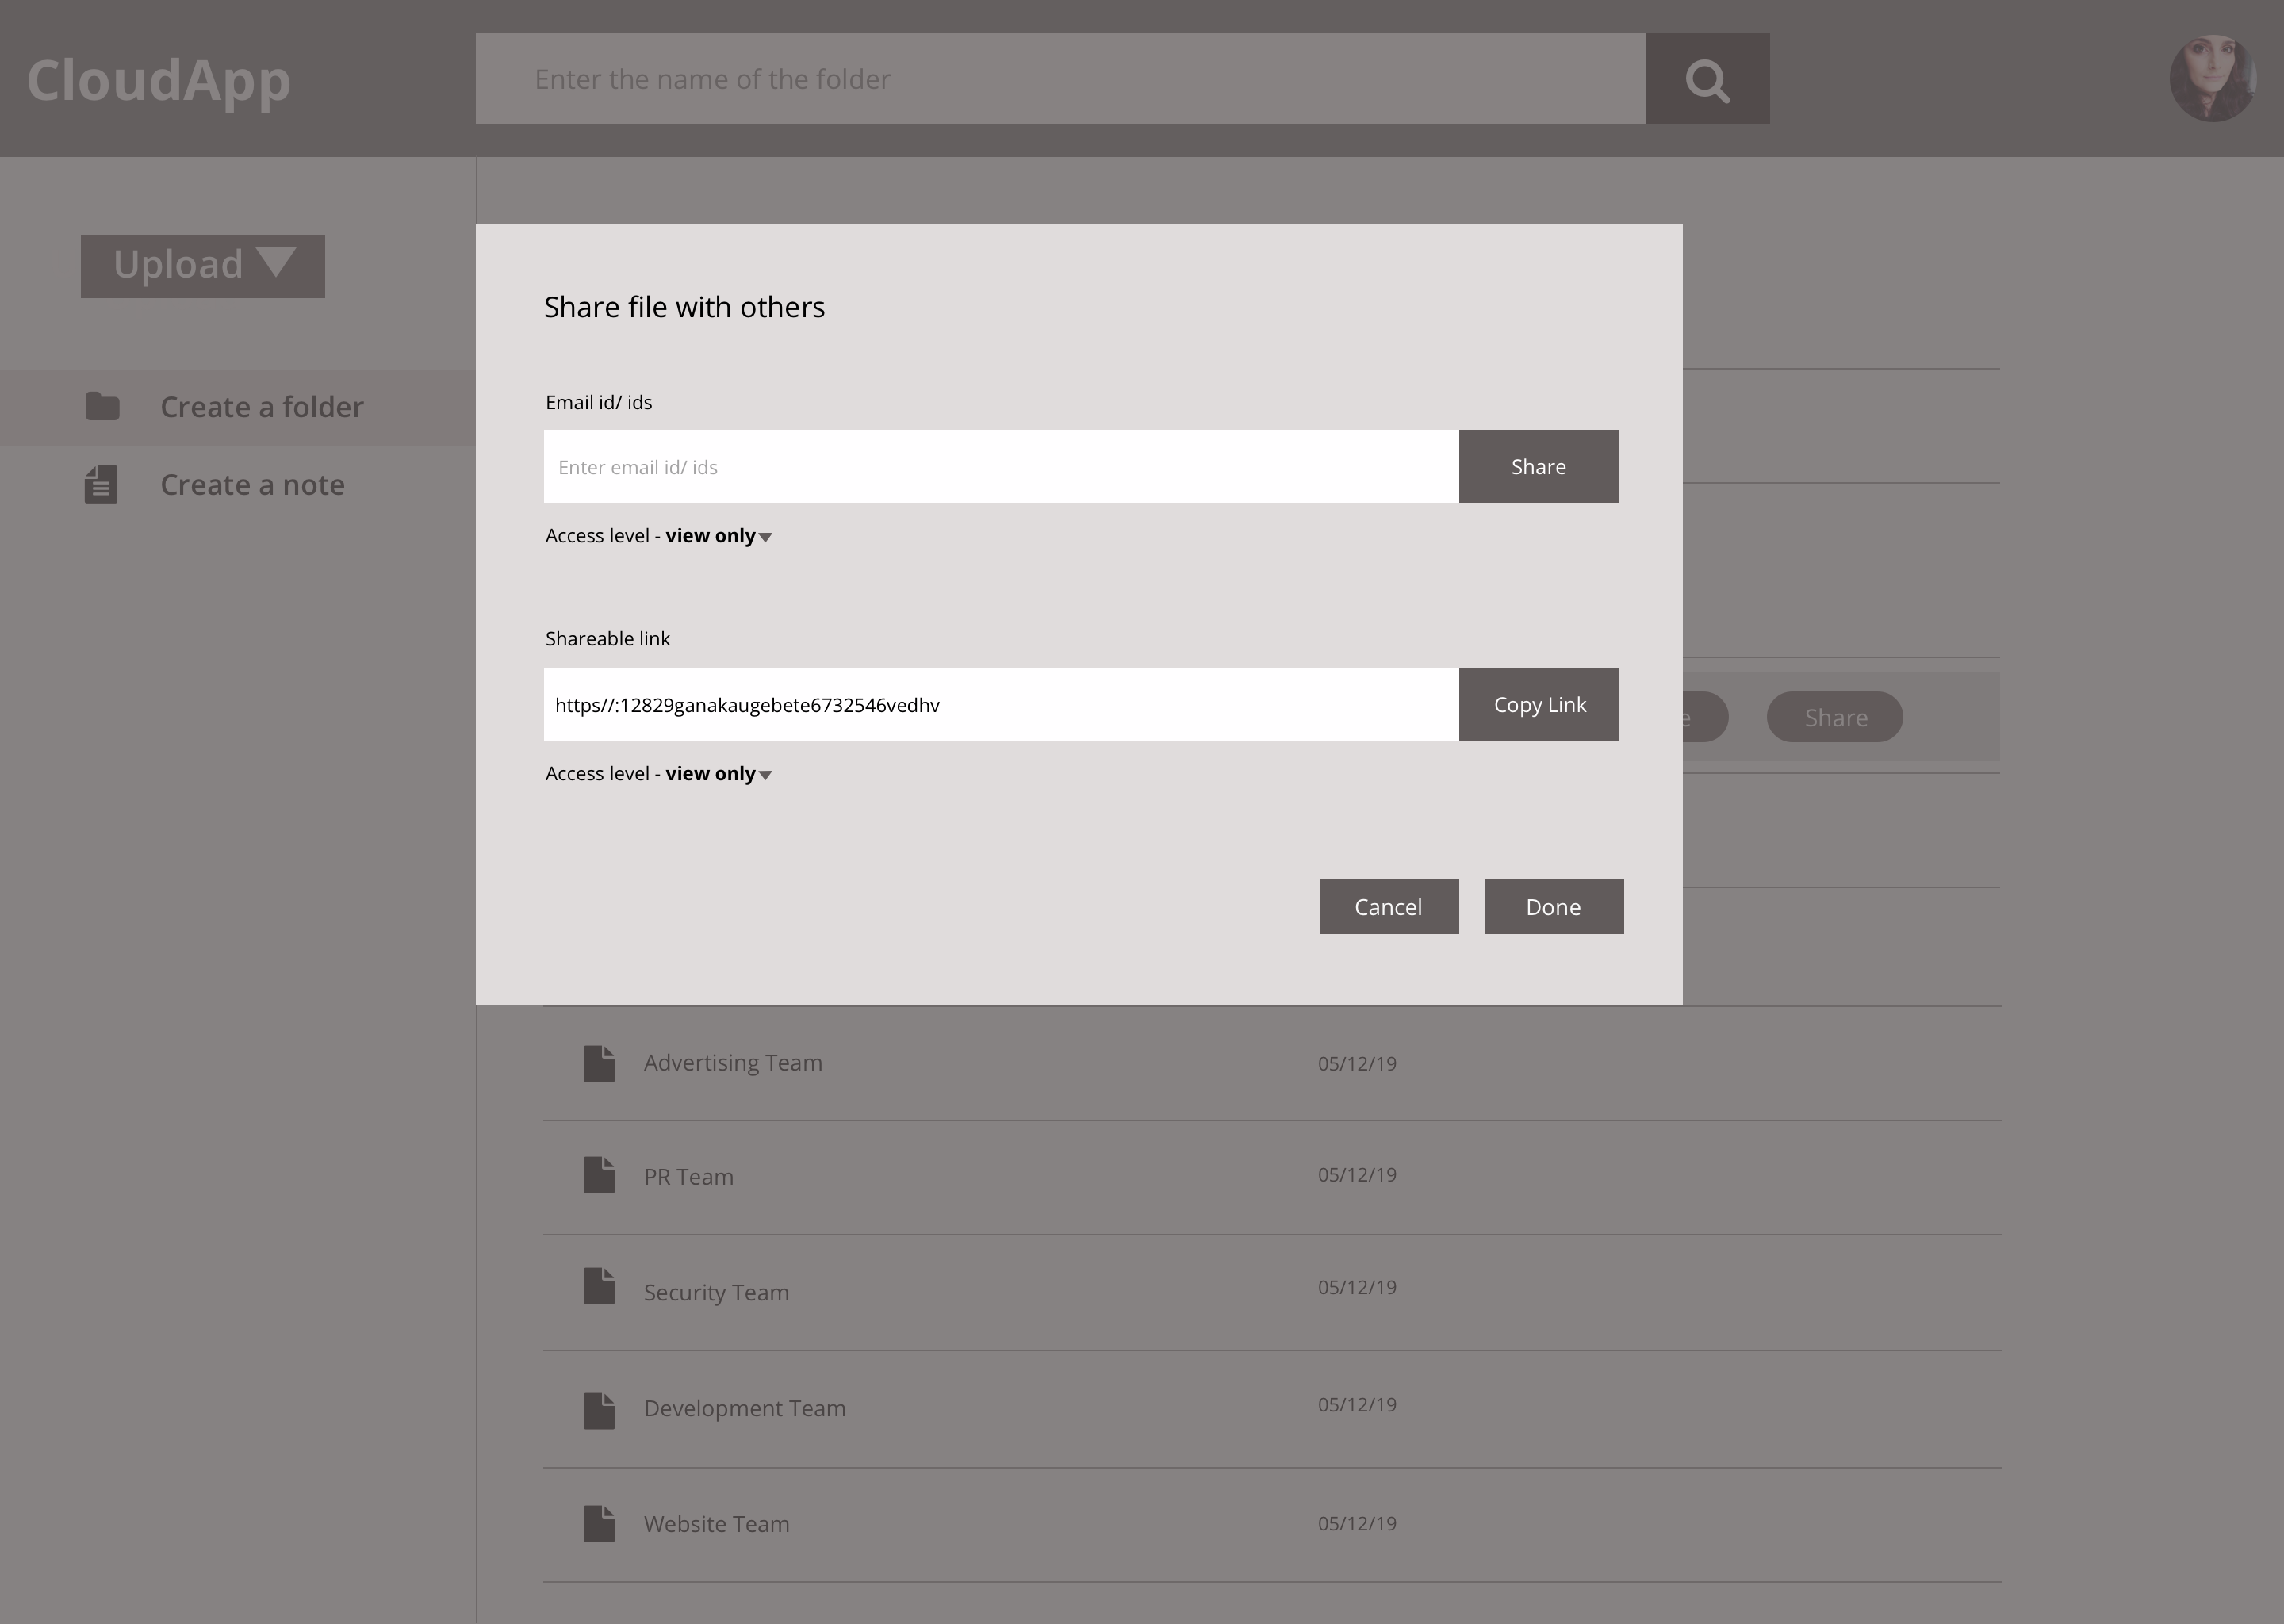 CloudApp
Enter the name of the folder
Upload
Create a folder
Create a note
Share file with others
Email id/ ids
Enter email id/ ids
Share
Access level - view only
Shareable link
https//:12829ganakaugebete6732546vedhv
Copy Link
Share
Access level - view only
Cancel
Done
Advertising Team 05/12/19
PR Team 05/12/19
Security Team 05/12/19
Development Team 05/12/19
Website Team 05/12/19